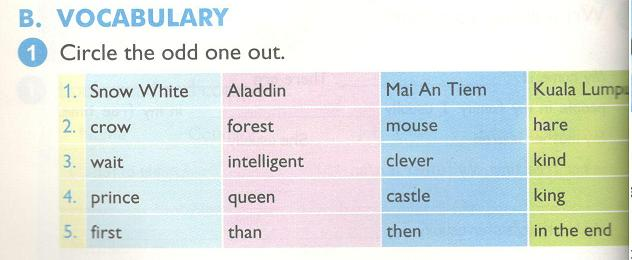 B. VOCABULARY
1 Circle the odd one out.
1. Snow White Aladdin Mai An Tiem Kuala Lumpu
2. crow forest mouse hare
3. wait intelligent clever kind
4. prince queen castle king
5. first than then in the end